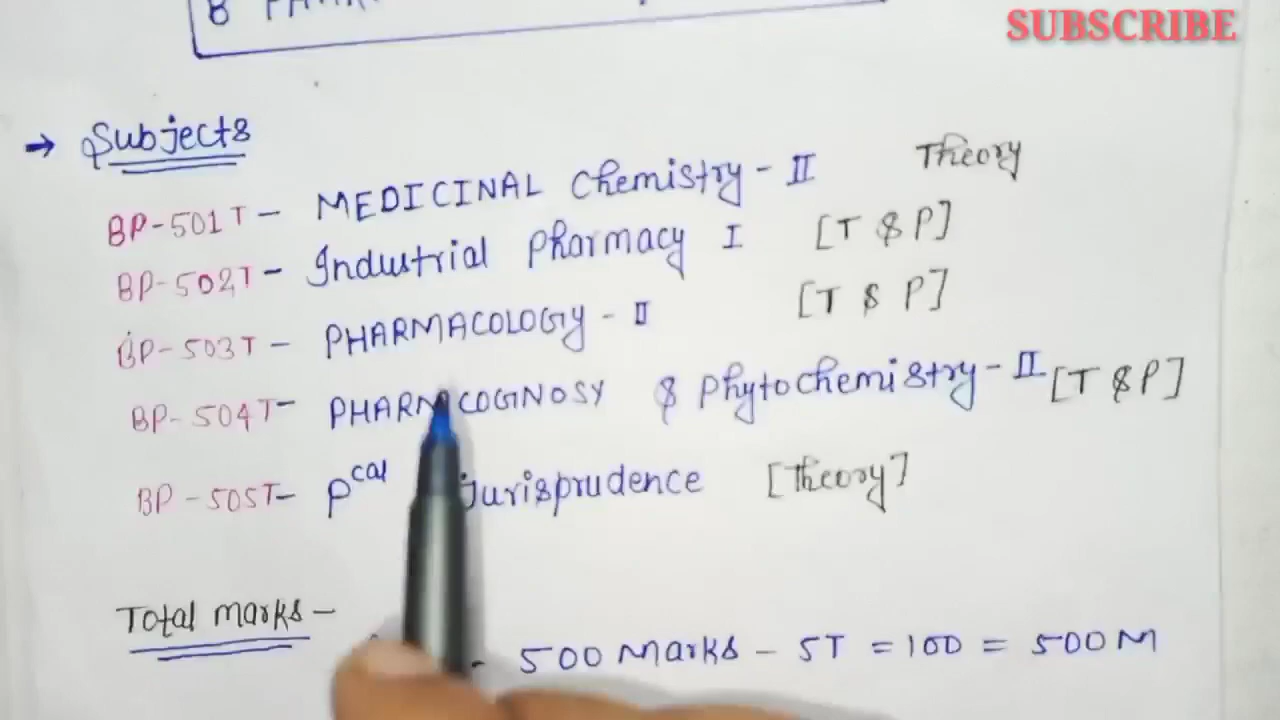 SUBSCRIBE
→ Subjects
BP-501T - MEDICINAL Chemistry - II Theory
BP-502T - Industrial Pharmacy I [T & P]
BP-503T - PHARMACOLOGY - II [T & P]
BP-504T - PHARMACOGNOSY & Phytochemistry - II [T & P]
BP-505T - Pcal jurisprudence [Theory]
Total marks -
- 500 Marks - 5T = 100 = 500 M